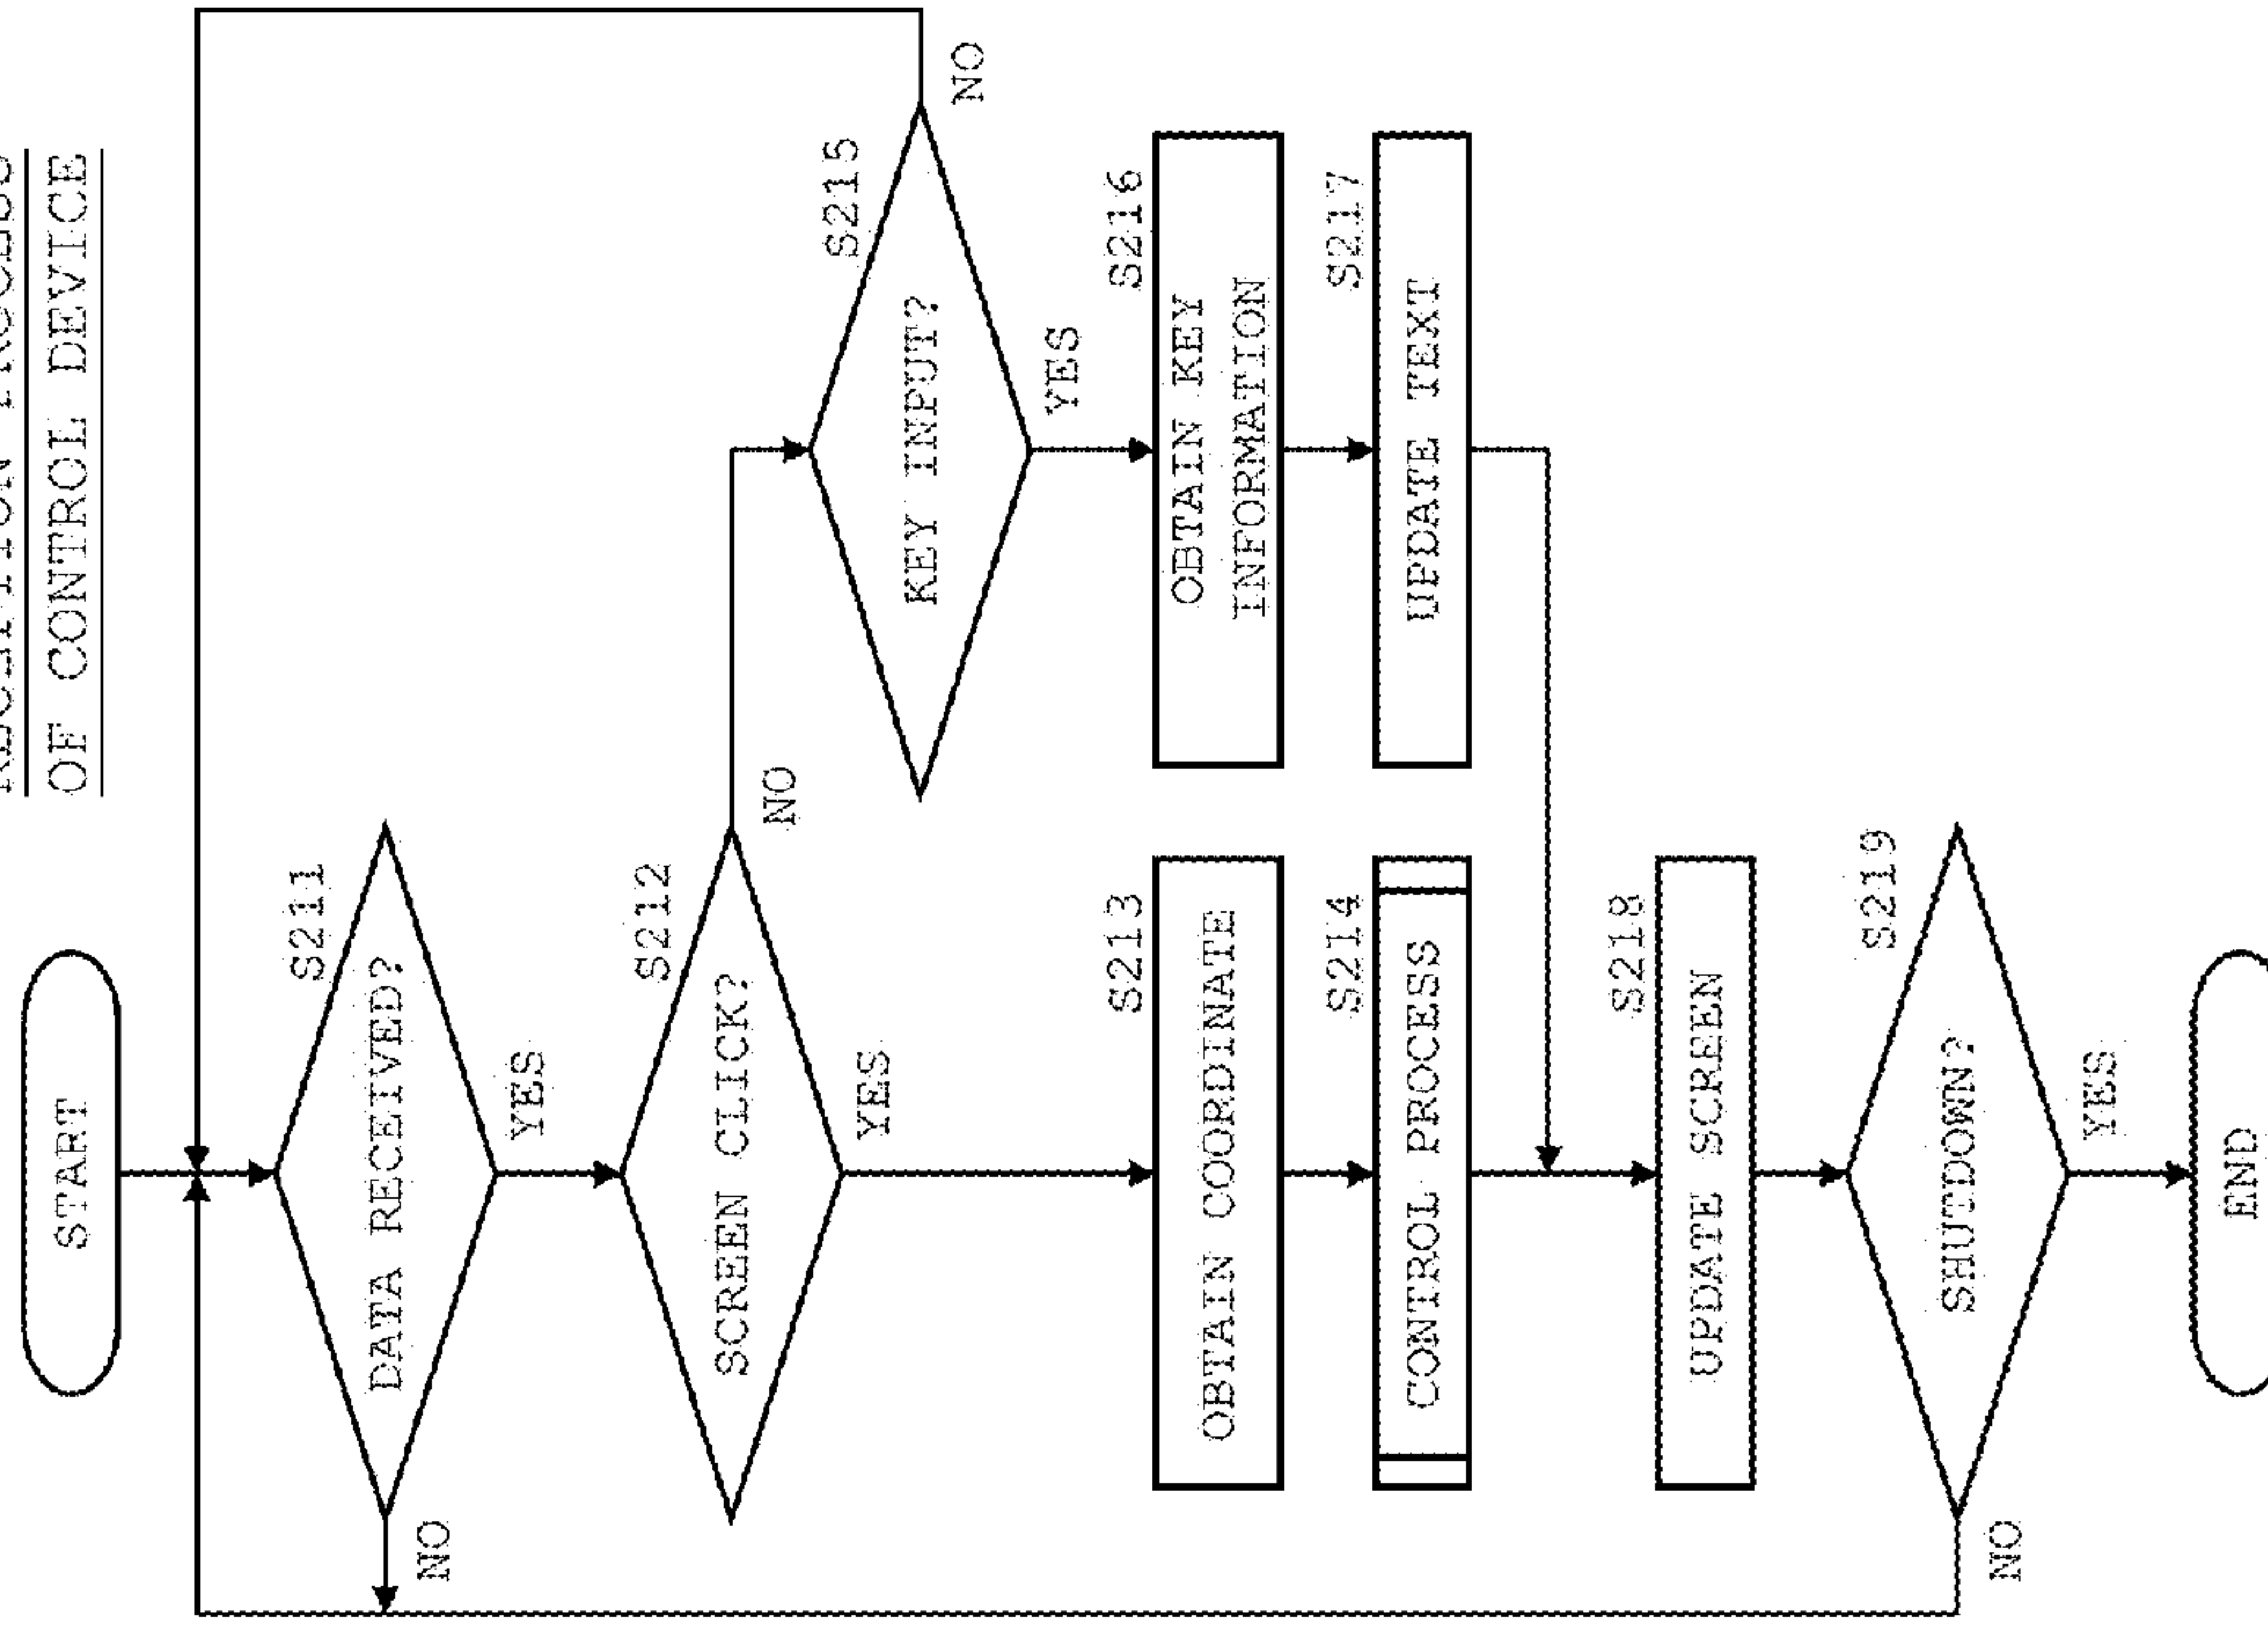 OF CONTROL DEVICE
START
S211
DATA RECEIVED?
YES
NO
S212
SCREEN CLICK?
NO
YES
S215
KEY INPUT?
NO
YES
S213
OBTAIN COORDINATE
S216
OBTAIN KEY
INFORMATION
S214
CONTROL PROCESS
S217
UPDATE TEXT
S218
UPDATE SCREEN
S219
SHUTDOWN?
NO
YES
END